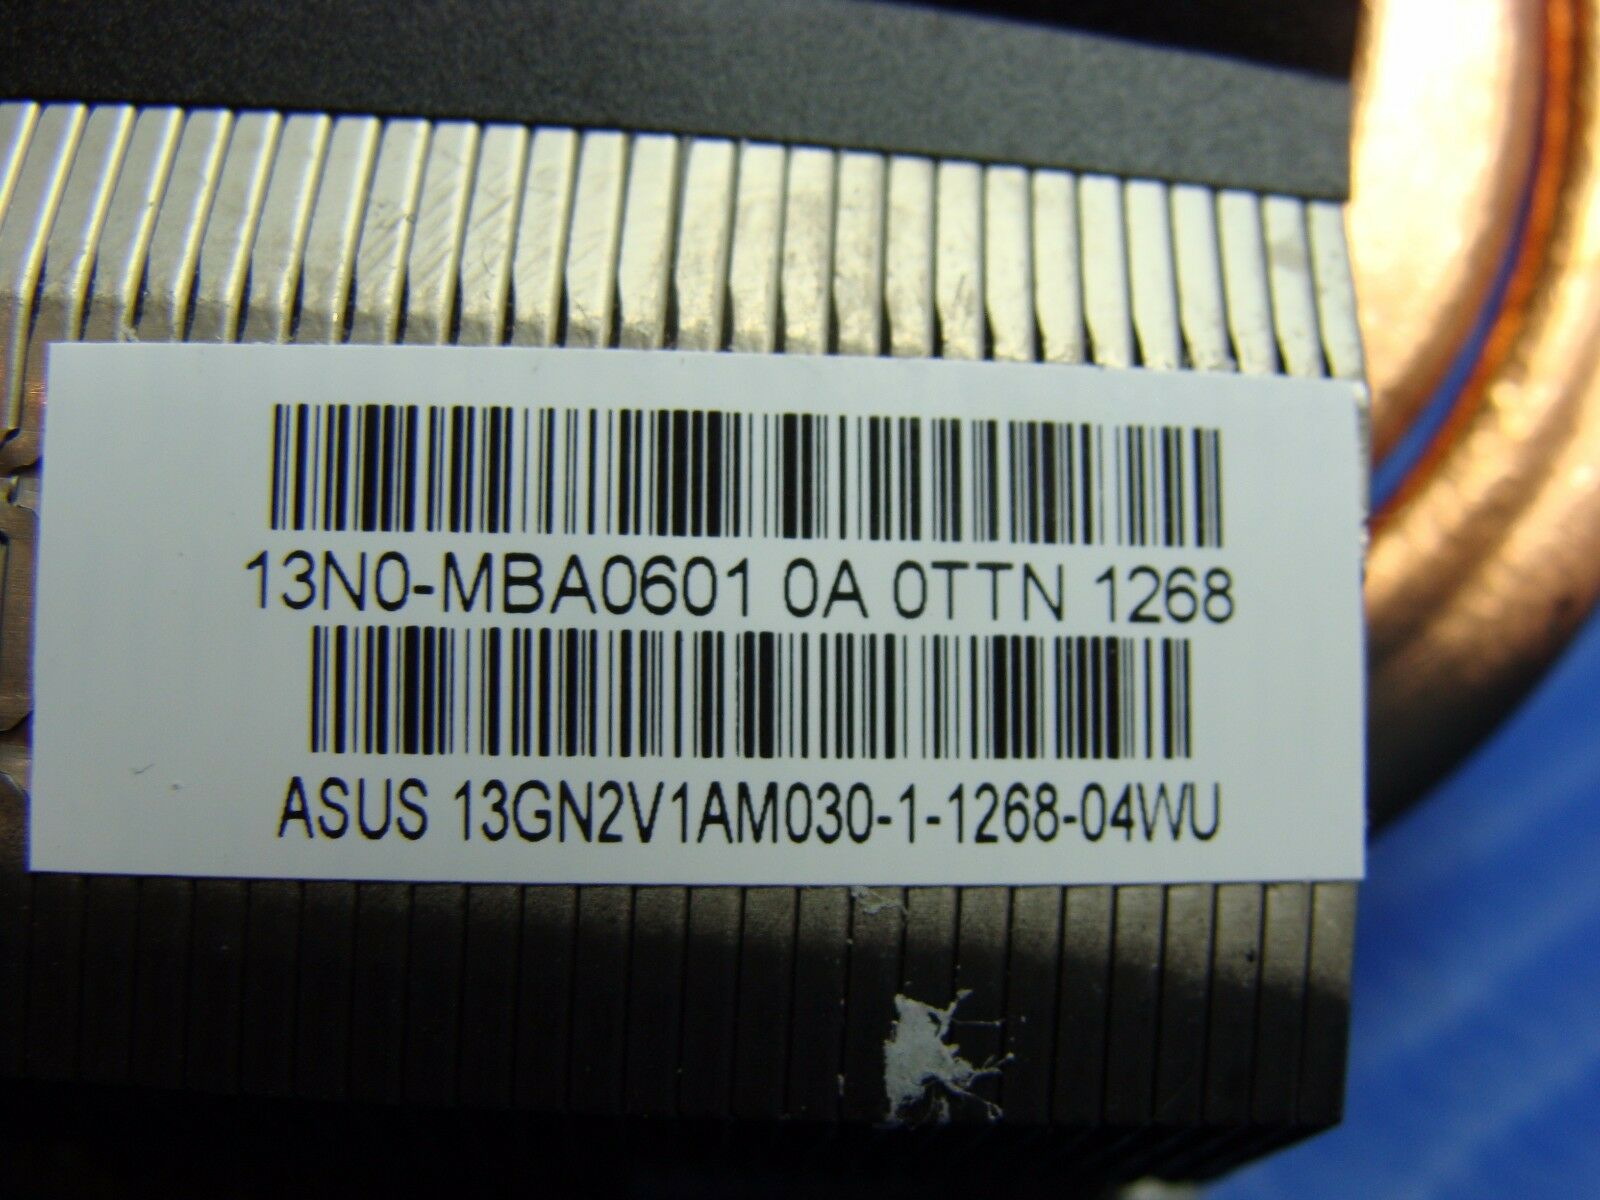 13N0-MBA0601 0A 0TTN 1268
ASUS 13GN2V1AM030-1-1268-04WU